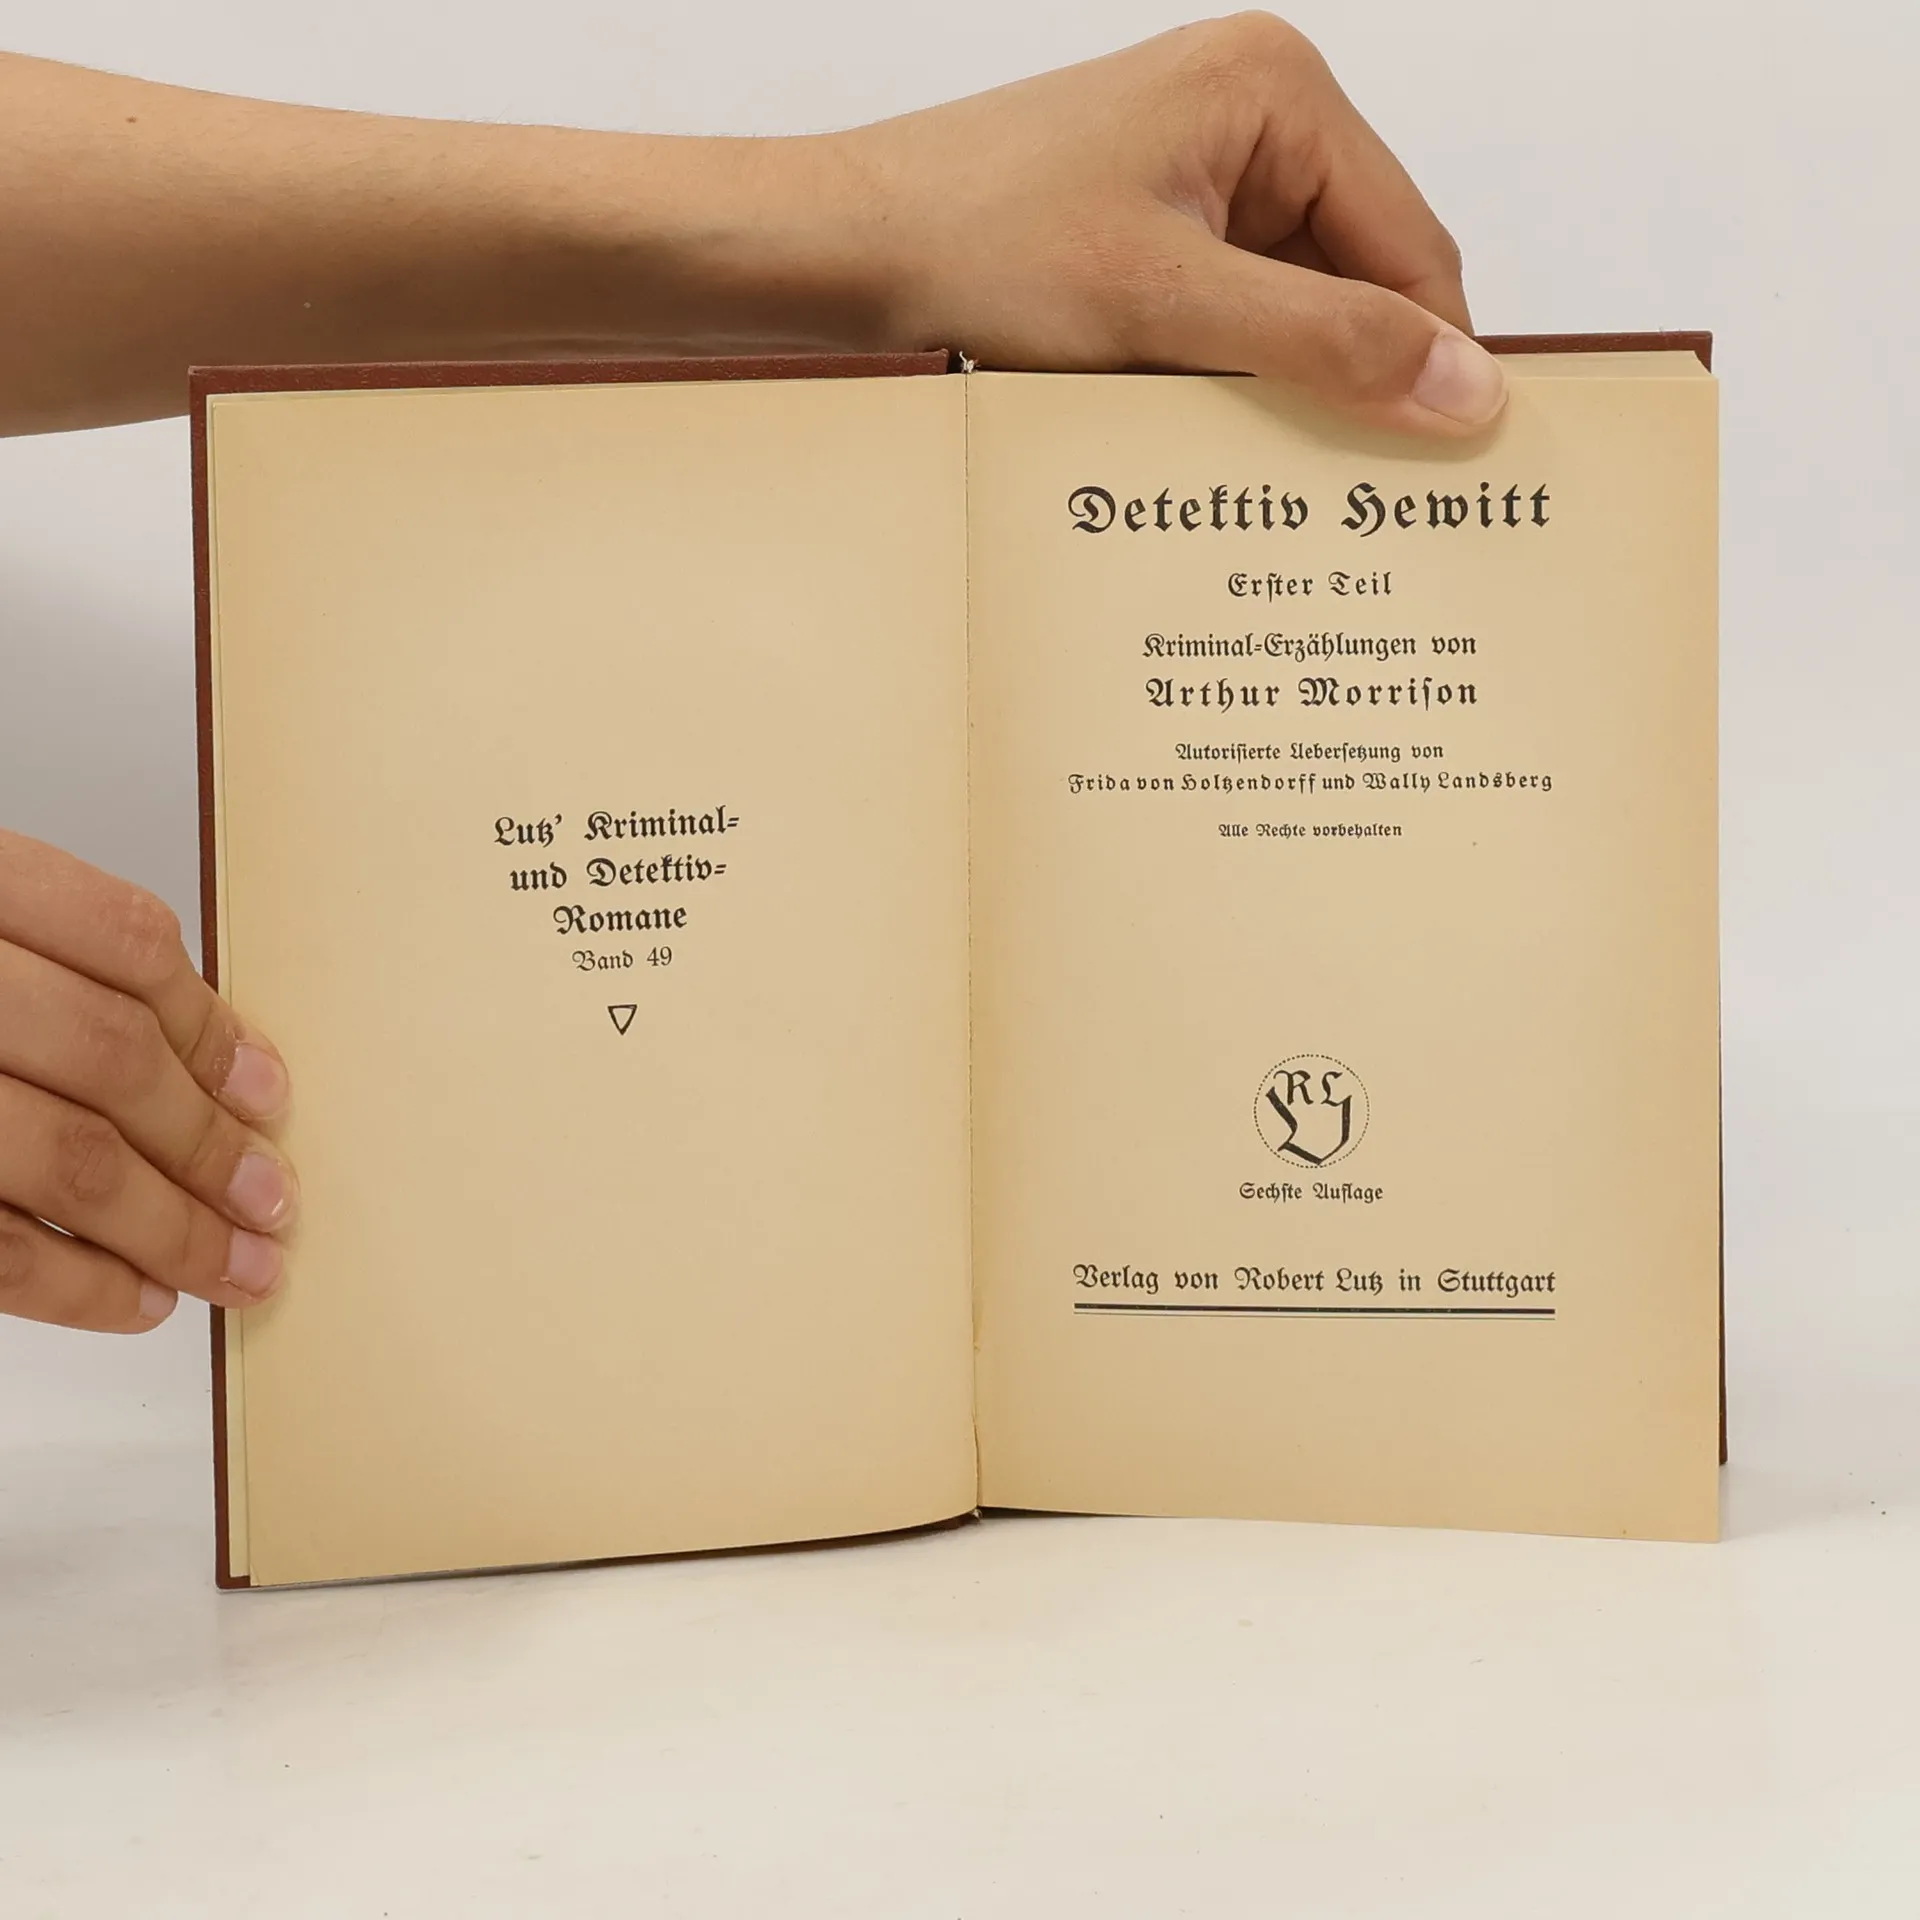 Lutz' Kriminal-
und Detektiv-
Romane
Band 49
Detektiv Hewitt
Erſter Teil
Kriminal-Erzählungen von
Arthur Morriſon
Autoriſierte Ueberſetzung von
Frida von Holtzendorff und Wally Landsberg
Alle Rechte vorbehalten
R L
Sechſte Auflage
Verlag von Robert Lutz in Stuttgart